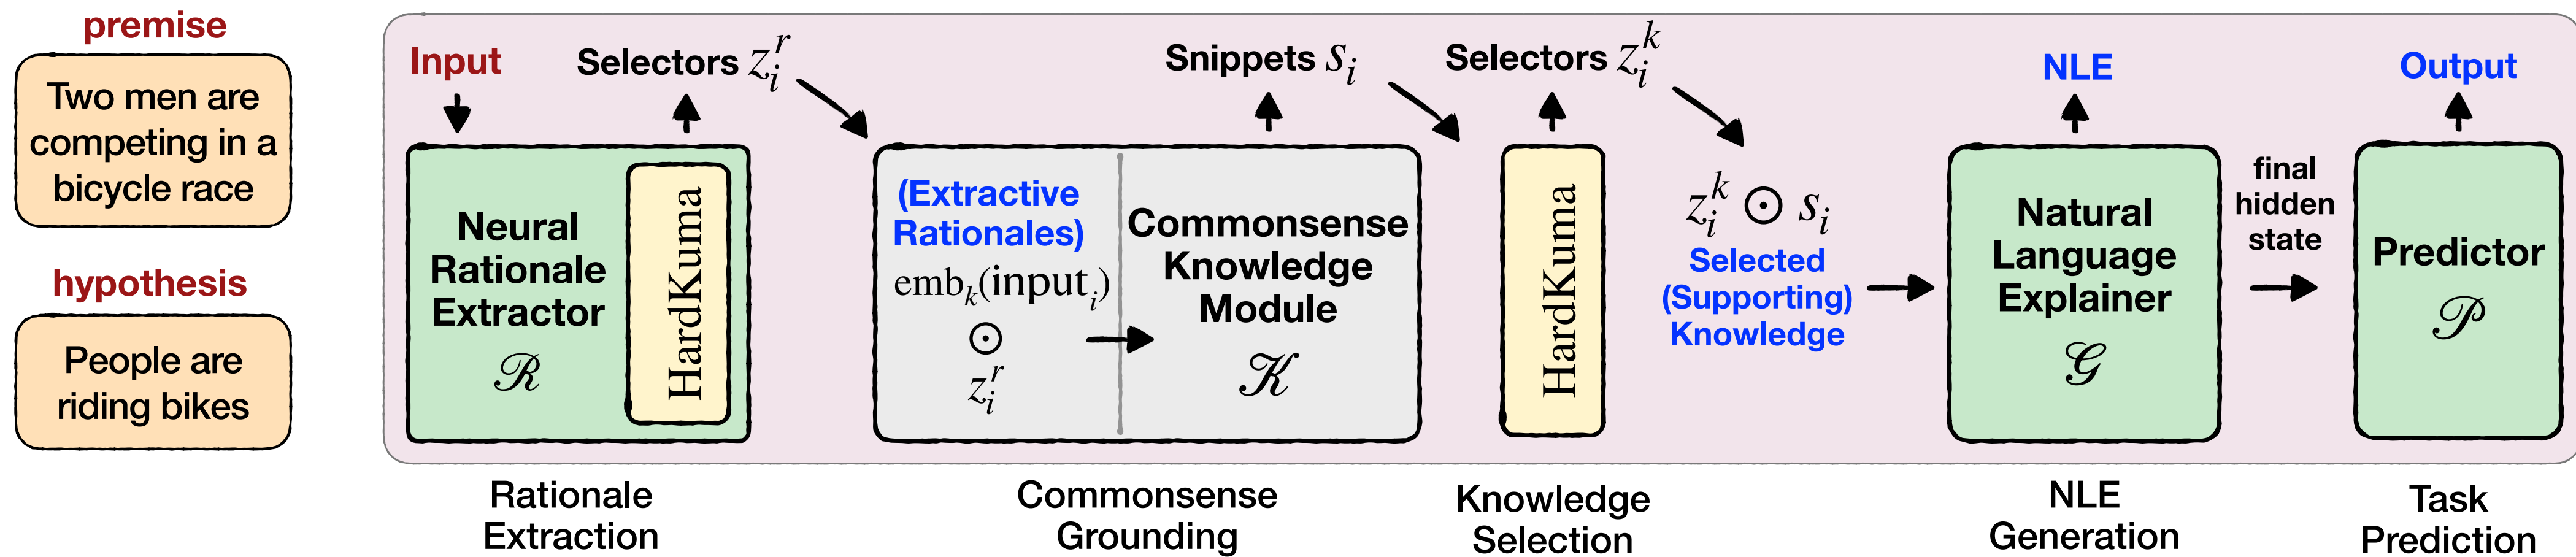 premise
Two men are
competing in a
bicycle race
hypothesis
People are
riding bikes
Input
Selectors z_i^r
Neural
Rationale
Extractor
ℛ
HardKuma
Rationale
Extraction
Snippets s_i
(Extractive
Rationales)
emb_k(input_i)
⊙
z_i^r
Commonsense
Knowledge
Module
𝒦
Commonsense
Grounding
Selectors z_i^k
HardKuma
Knowledge
Selection
z_i^k ⊙ s_i
Selected
(Supporting)
Knowledge
NLE
Natural
Language
Explainer
𝒢
NLE
Generation
final
hidden
state
Output
Predictor
𝒫
Task
Prediction